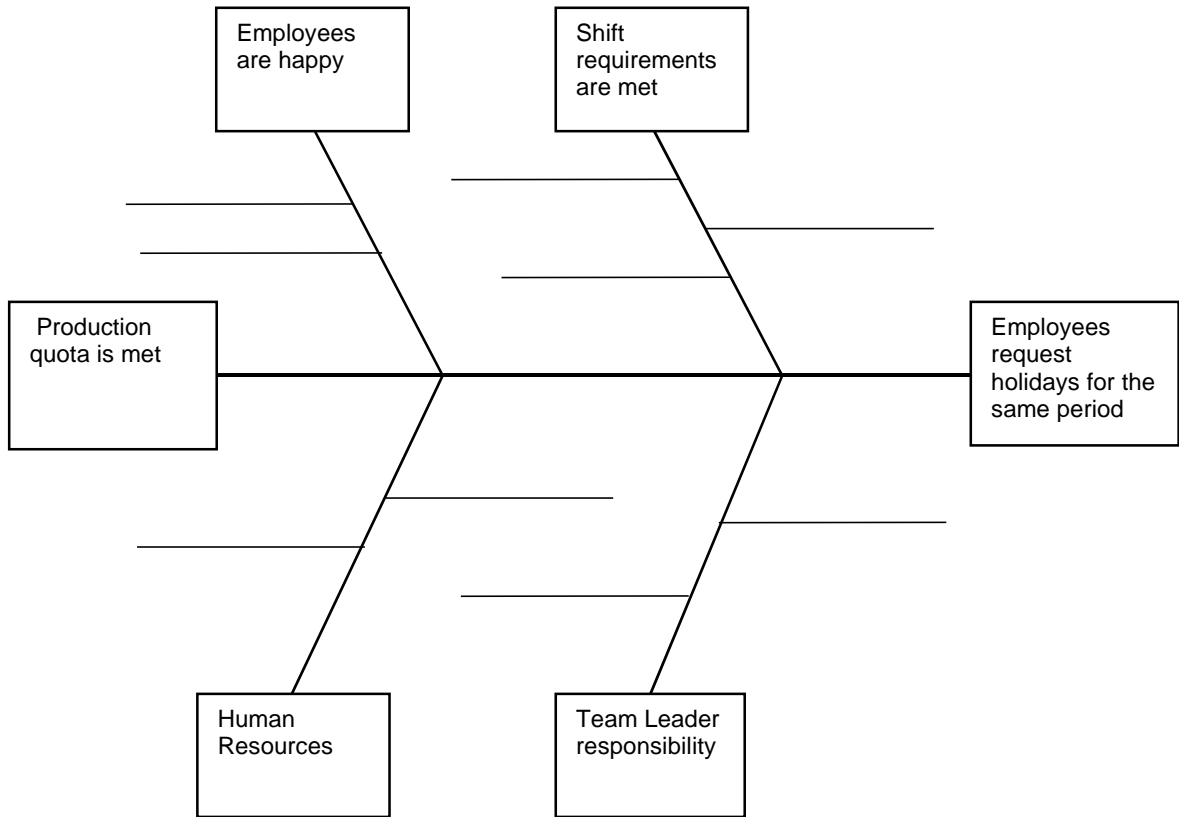 Employees
are happy
Shift
requirements
are met
Production
quota is met
Employees
request
holidays for the
same period
Human
Resources
Team Leader
responsibility